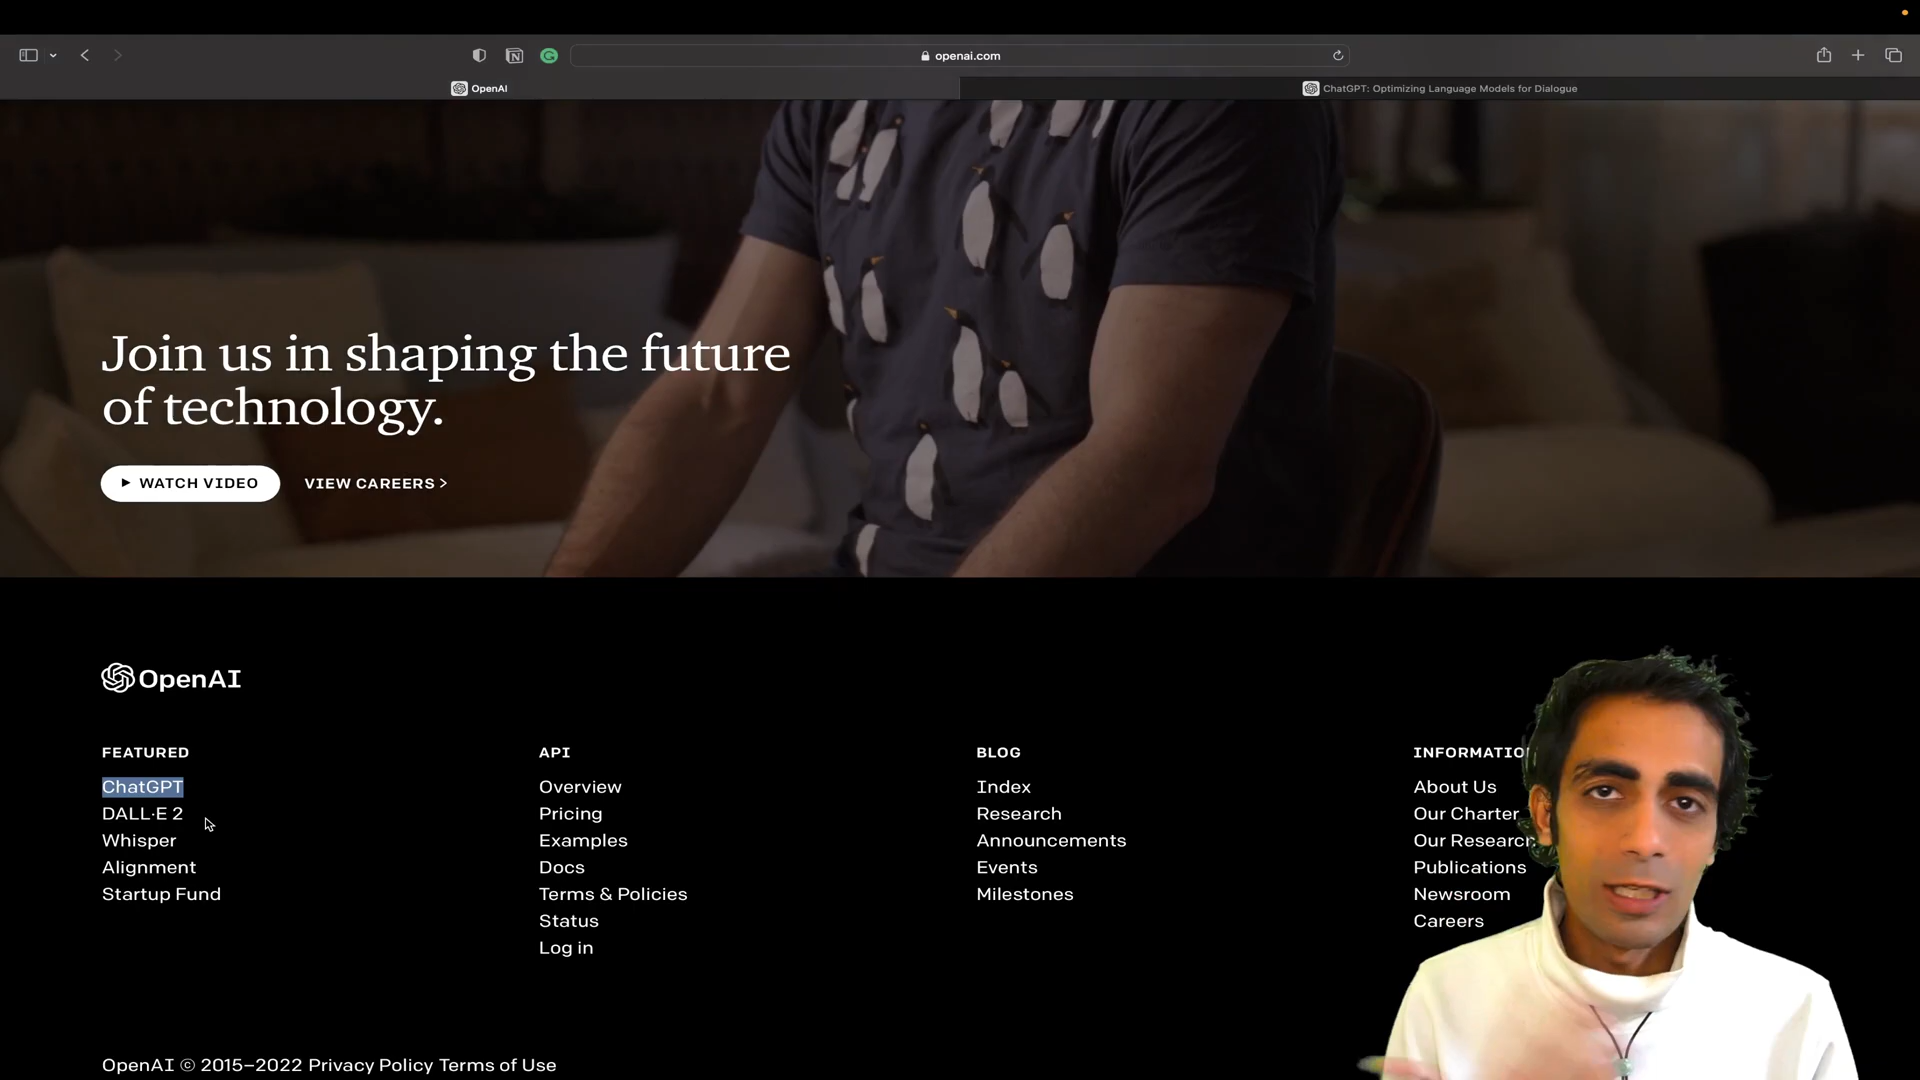 openai.com
OpenAI
ChatGPT: Optimizing Language Models for Dialogue
Join us in shaping the future
of technology.
WATCH VIDEO
VIEW CAREERS >
OpenAI
FEATURED
ChatGPT
DALL·E 2
Whisper
Alignment
Startup Fund
API
Overview
Pricing
Examples
Docs
Terms & Policies
Status
Log in
BLOG
Index
Research
Announcements
Events
Milestones
INFORMATIO
About Us
Our Charter
Our Research
Publications
Newsroom
Careers
OpenAI © 2015–2022 Privacy Policy Terms of Use